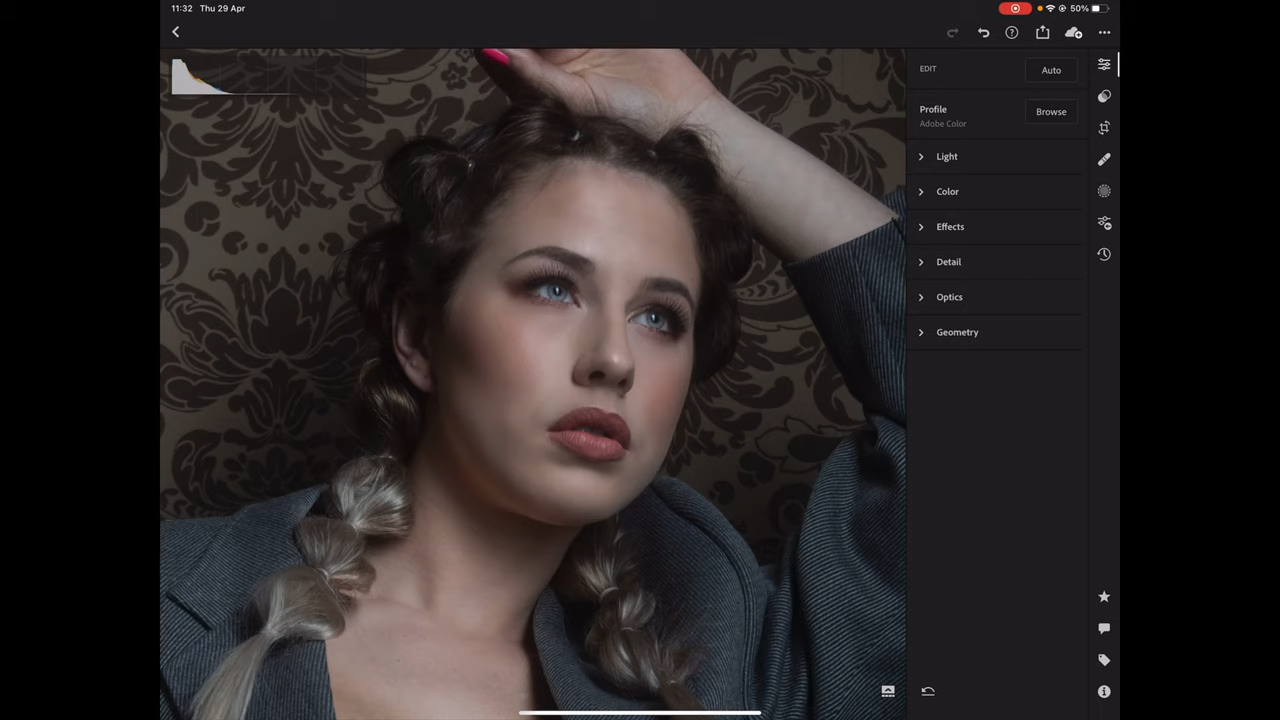 11:32 Thu 29 Apr
50%
EDIT
Auto
Profile
Adobe Color
Browse
Light
Color
Effects
Detail
Optics
Geometry